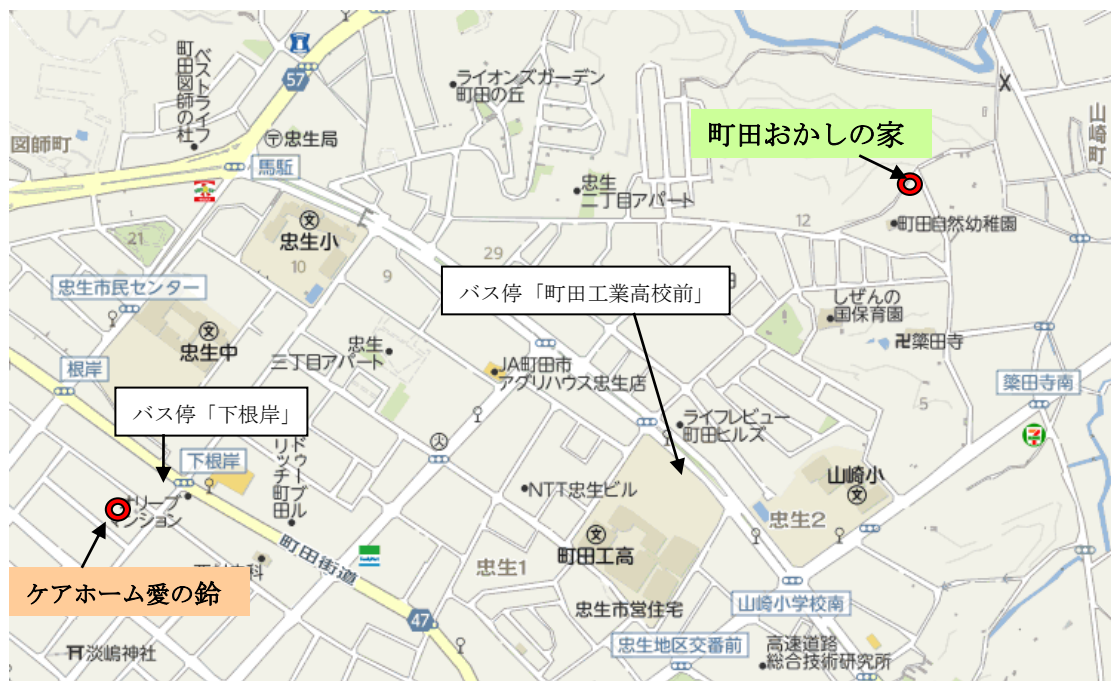 57
ベストライフ
町田図師の杜
ライオンズガーデン
町田の丘
図師町
〒忠生局
馬駈
町田おかしの家
山崎町
忠生
二丁目アパート
12
町田自然幼稚園
21
文
忠生小
10
9
29
忠生市民センター
バス停「町田工業高校前」
しぜんの
国保育園
文
忠生中
忠生
三丁目アパート
卍簗田寺
根岸
JA町田市
アグリハウス忠生店
簗田寺南
バス停「下根岸」
5
ライフレビュー
町田ヒルズ
火
下根岸
ドゥーブル
リッチ町田
山崎小
文
オリーブ
マンション
NTT忠生ビル
忠生2
文
町田工高
町田街道
FamilyMart
忠生1
ケアホーム愛の鈴
忠生市営住宅
山崎小学校南
47
忠生地区交番前
高速道路
総合技術研究所
淡嶋神社